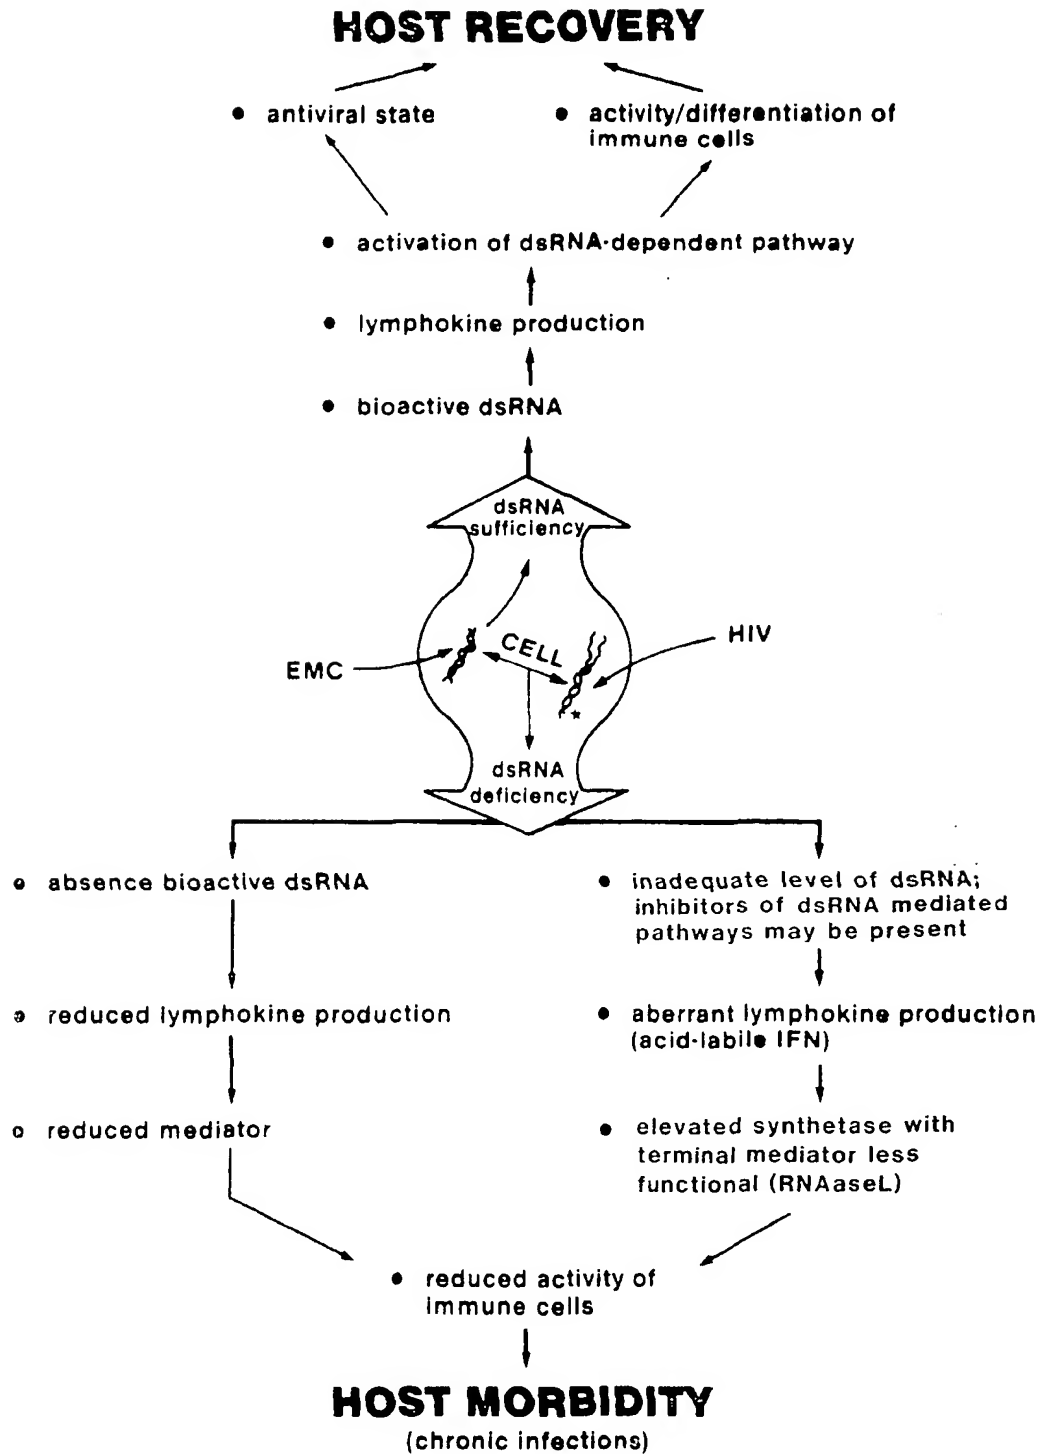 HOST RECOVERY
• antiviral state
• activity/differentiation of
immune cells
• activation of dsRNA-dependent pathway
• lymphokine production
• bioactive dsRNA
dsRNA
sufficiency
CELL
HIV
EMC
*
dsRNA
deficiency
• absence bioactive dsRNA
• reduced lymphokine production
• reduced mediator
• inadequate level of dsRNA;
inhibitors of dsRNA mediated
pathways may be present
• aberrant lymphokine production
(acid-labile IFN)
• elevated synthetase with
terminal mediator less
functional (RNAaseL)
• reduced activity of
immune cells
HOST MORBIDITY
(chronic infections)